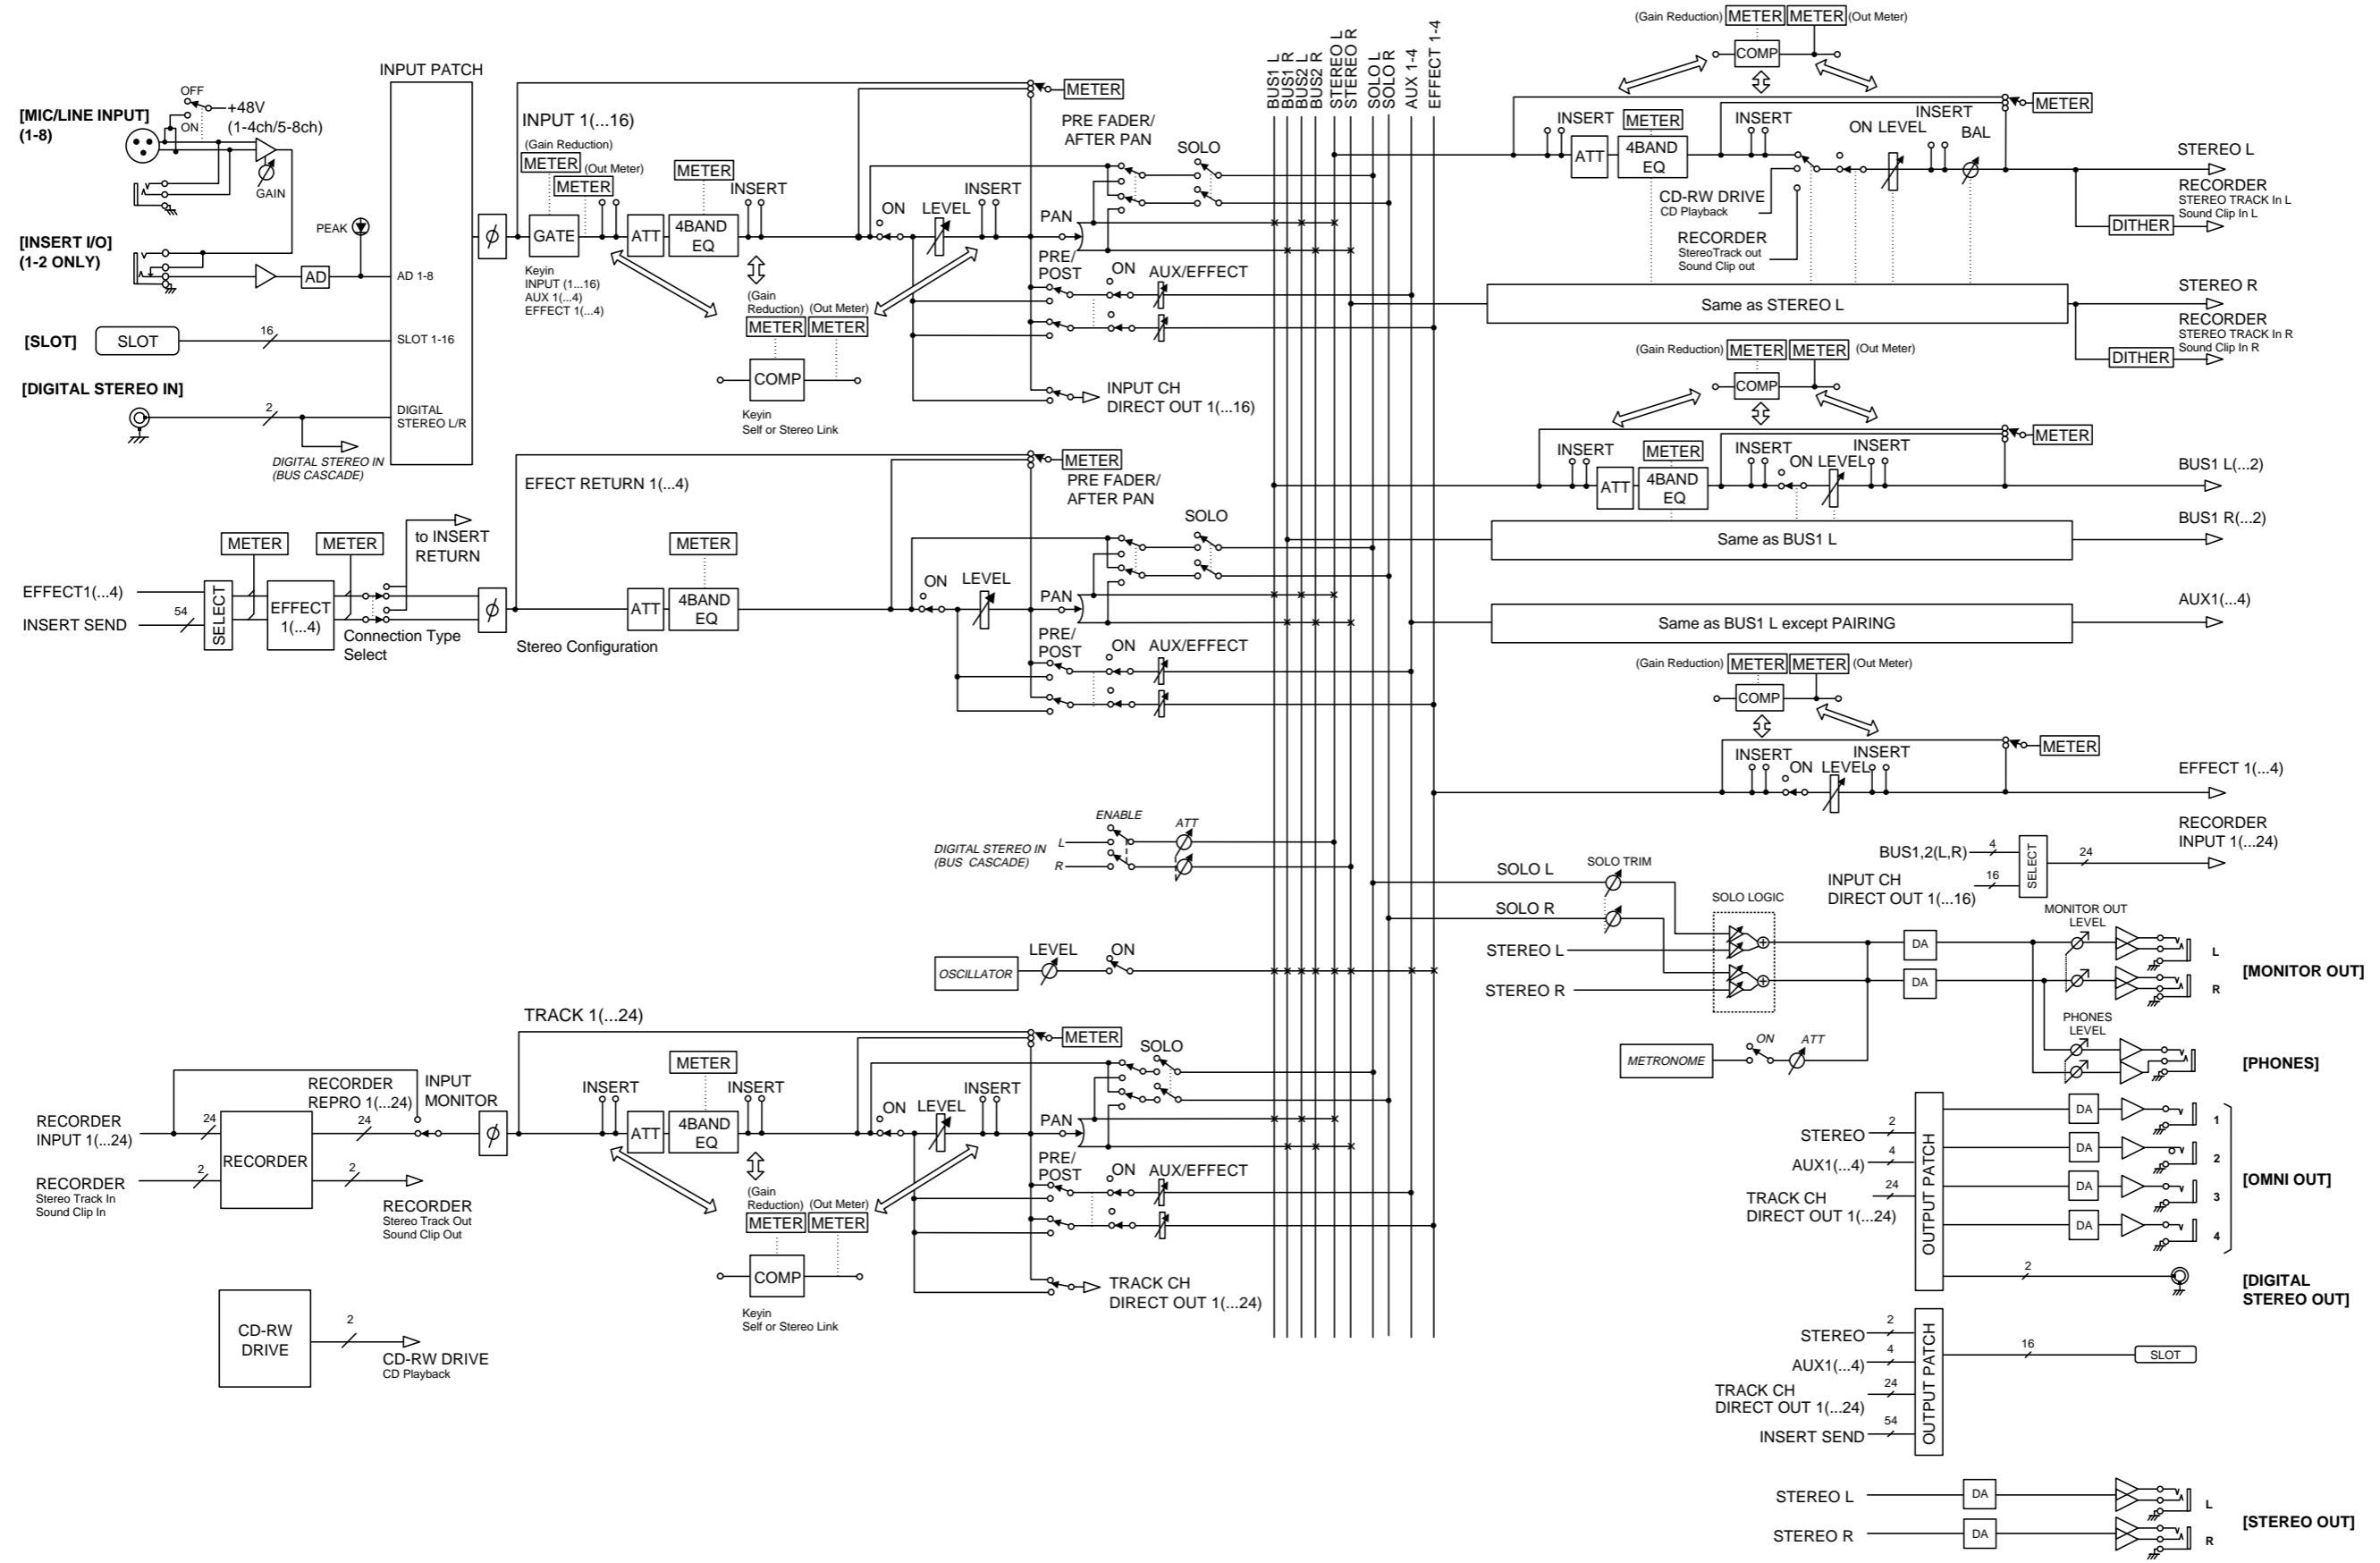 INPUT PATCH
[MIC/LINE INPUT]
(1-8)
OFF
+48V
ON
(1-4ch/5-8ch)
GAIN
[INSERT I/O]
(1-2 ONLY)
PEAK
AD
AD 1-8
[SLOT]
SLOT
16
SLOT 1-16
[DIGITAL STEREO IN]
2
DIGITAL
STEREO L/R
DIGITAL STEREO IN
(BUS CASCADE)
INPUT 1(...16)
(Gain Reduction)
METER
(Out Meter)
METER
METER
INSERT
ϕ
GATE
ATT
4BAND
EQ
Keyin
INPUT (1...16)
AUX 1(...4)
EFFECT 1(...4)
(Gain
Reduction)
(Out Meter)
METER
METER
COMP
Keyin
Self or Stereo Link
ON
LEVEL
INSERT
METER
PRE FADER/
AFTER PAN
SOLO
PAN
PRE/
POST
ON
AUX/EFFECT
INPUT CH
DIRECT OUT 1(...16)
EFECT RETURN 1(...4)
METER
PRE FADER/
AFTER PAN
EFFECT1(...4)
54
INSERT SEND
SELECT
METER
METER
EFFECT
1(...4)
to INSERT
RETURN
Connection Type
Select
ϕ
Stereo Configuration
METER
ATT
4BAND
EQ
ON
LEVEL
SOLO
PAN
PRE/
POST
ON
AUX/EFFECT
DIGITAL STEREO IN
(BUS CASCADE)
L
R
ENABLE
ATT
OSCILLATOR
LEVEL
ON
TRACK 1(...24)
METER
RECORDER
INPUT 1(...24)
24
RECORDER
REPRO 1(...24)
24
INPUT
MONITOR
RECORDER
RECORDER
Stereo Track In
Sound Clip In
2
2
RECORDER
Stereo Track Out
Sound Clip Out
ϕ
INSERT
METER
INSERT
ATT
4BAND
EQ
(Gain
Reduction)
(Out Meter)
METER
METER
COMP
Keyin
Self or Stereo Link
ON
LEVEL
INSERT
SOLO
PAN
PRE/
POST
ON
AUX/EFFECT
TRACK CH
DIRECT OUT 1(...24)
CD-RW
DRIVE
2
CD-RW DRIVE
CD Playback
BUS1 L
BUS1 R
BUS2 L
BUS2 R
STEREO L
STEREO R
SOLO L
SOLO R
AUX 1-4
EFFECT 1-4
(Gain Reduction)
METER
METER
(Out Meter)
COMP
METER
INSERT
METER
ATT
4BAND
EQ
INSERT
ON
LEVEL
INSERT
BAL
CD-RW DRIVE
CD Playback
RECORDER
StereoTrack out
Sound Clip out
STEREO L
RECORDER
STEREO TRACK In L
Sound Clip In L
DITHER
Same as STEREO L
STEREO R
RECORDER
STEREO TRACK In R
Sound Clip In R
DITHER
(Gain Reduction)
METER
METER
(Out Meter)
COMP
METER
INSERT
METER
ATT
4BAND
EQ
INSERT
ON
LEVEL
INSERT
BUS1 L(...2)
Same as BUS1 L
BUS1 R(...2)
Same as BUS1 L except PAIRING
AUX1(...4)
(Gain Reduction)
METER
METER
(Out Meter)
COMP
METER
INSERT
ON
LEVEL
INSERT
EFFECT 1(...4)
RECORDER
INPUT 1(...24)
BUS1,2(L,R)
4
INPUT CH
DIRECT OUT 1(...16)
16
SELECT
24
SOLO L
SOLO TRIM
SOLO R
SOLO LOGIC
STEREO L
STEREO R
METRONOME
ON
ATT
DA
DA
MONITOR OUT
LEVEL
L
R
[MONITOR OUT]
PHONES
LEVEL
[PHONES]
STEREO
2
AUX1(...4)
4
TRACK CH
DIRECT OUT 1(...24)
24
OUTPUT PATCH
DA
1
DA
2
DA
3
DA
4
[OMNI OUT]
2
[DIGITAL
STEREO OUT]
STEREO
2
AUX1(...4)
4
TRACK CH
DIRECT OUT 1(...24)
24
INSERT SEND
54
OUTPUT PATCH
16
SLOT
STEREO L
DA
L
STEREO R
DA
R
[STEREO OUT]